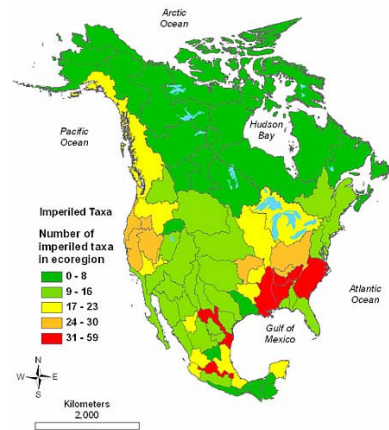 Arctic
Ocean
Hudson
Bay
Pacific
Ocean
Imperiled Taxa
Number of
imperiled taxa
in ecoregion
0 - 8
9 - 16
17 - 23
24 - 30
31 - 59
Atlantic
Ocean
Gulf of
Mexico
N
W E
S
Kilometers
2,000